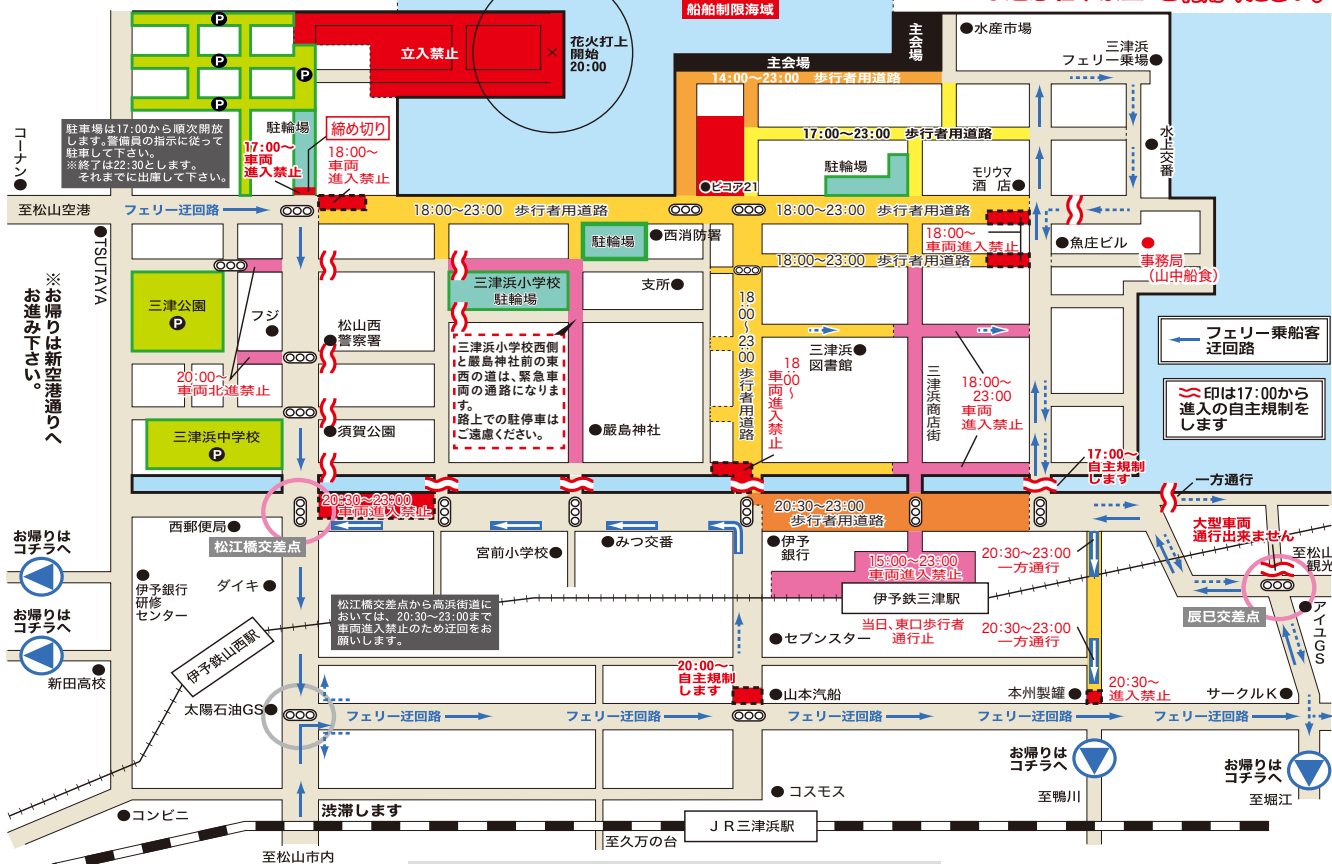 船舶制限海域
立入禁止
花火打上
開始
20:00
主会場
主会場
水産市場
三津浜
フェリー乗場
14:00〜23:00 歩行者用道路
17:00〜23:00 歩行者用道路
コーナン
駐車場は17:00から順次開放
します。警備員の指示に従って
駐車して下さい。
※終了は22:30とします。
それまでに出庫して下さい。
P
P
P
P
駐輪場
締め切り
17:00〜
車両
進入禁止
18:00〜
車両
進入禁止
駐輪場
ピコア21
モリウマ
酒店
水上交番
至松山空港
フェリー迂回路
18:00〜23:00 歩行者用道路
18:00〜23:00 歩行者用道路
TSUTAYA
駐輪場
西消防署
18:00〜
車両進入禁止
18:00〜23:00 歩行者用道路
魚庄ビル
事務局
(山中船食)
※お帰りは新空港通りへ
お進み下さい。
三津公園
P
フジ
松山西
警察署
三津浜小学校
駐輪場
支所
18:00〜23:00 歩行者用道路
フェリー乗船客
迂回路
三津浜小学校西側
と厳島神社前の東
西の道は、緊急車
両の通路になりま
す。
路上での駐停車は
ご遠慮ください。
三津浜
図書館
18:00〜
車両進入禁止
三津浜商店街
18:00〜
23:00
車両
進入禁止
印は17:00から
進入の自主規制を
します
20:00〜
車両北進禁止
三津浜中学校
P
須賀公園
厳島神社
17:00〜
自主規制
します
一方通行
20:30〜23:00
車両進入禁止
20:30〜23:00
歩行者用道路
大型車両
通行出来ません
西郵便局
松江橋交差点
宮前小学校
みつ交番
伊予
銀行
15:00〜23:00
車両進入禁止
20:30〜23:00
一方通行
至松山
観光
お帰りは
コチラへ
伊予銀行
研修
センター
ダイキ
松江橋交差点から高浜街道に
おいては、20:30〜23:00まで
車両進入禁止のため迂回をお
願いします。
伊予鉄三津駅
辰巳交差点
アイユGS
お帰りは
コチラへ
伊予鉄山西駅
セブンスター
当日、東口歩行者
通行止
20:30〜23:00
一方通行
新田高校
20:00〜
自主規制
します
山本汽船
本州製罐
20:30〜
進入禁止
サークルK
太陽石油GS
フェリー迂回路
フェリー迂回路
フェリー迂回路
フェリー迂回路
フェリー迂回路
お帰りは
コチラへ
お帰りは
コチラへ
コスモス
至鴨川
至堀江
コンビニ
渋滞します
JR三津浜駅
至久万の台
至松山市内